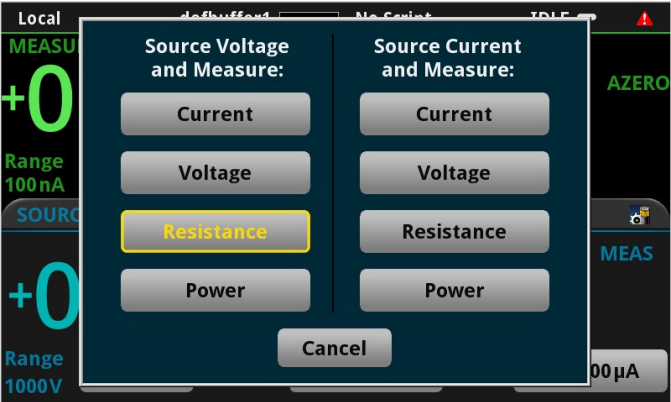 Local
No Script
IDLE
MEASU
Source Voltage
and Measure:
Source Current
and Measure:
+0
AZERO
Current
Current
Range
100nA
Voltage
Voltage
SOURC
Resistance
Resistance
MEAS
+0
Power
Power
Cancel
Range
1000V
00µA